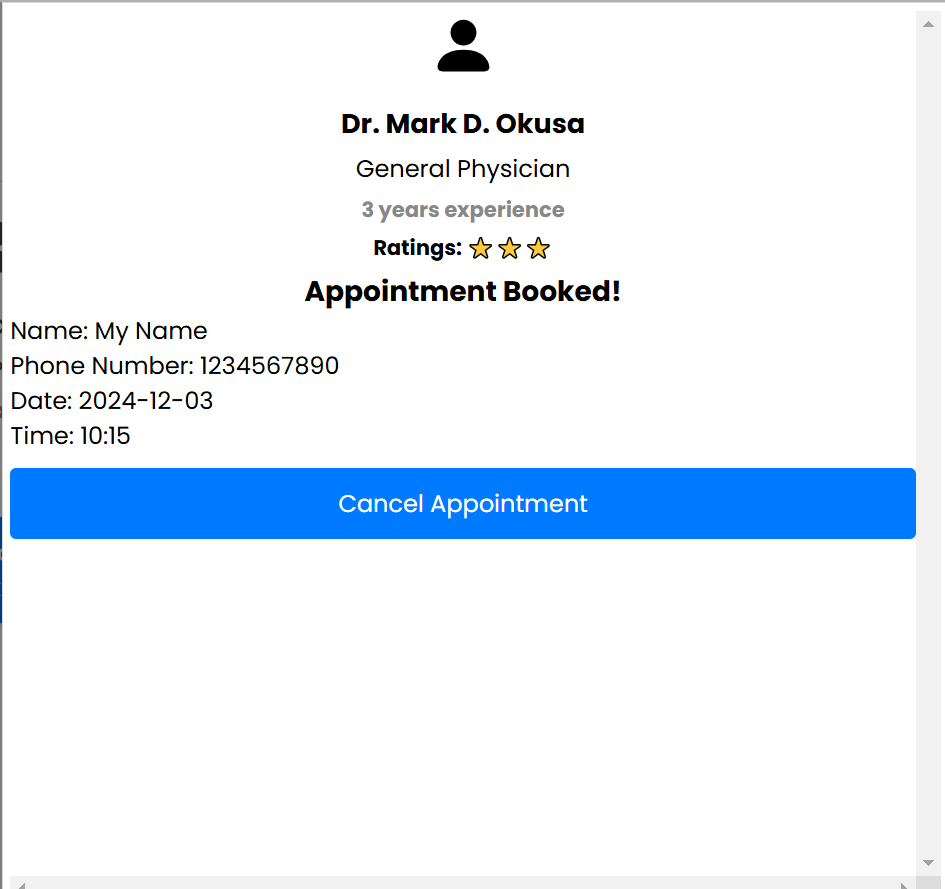 Dr. Mark D. Okusa
General Physician
3 years experience
Ratings: ⭐⭐⭐
Appointment Booked!
Name: My Name
Phone Number: 1234567890
Date: 2024-12-03
Time: 10:15
Cancel Appointment